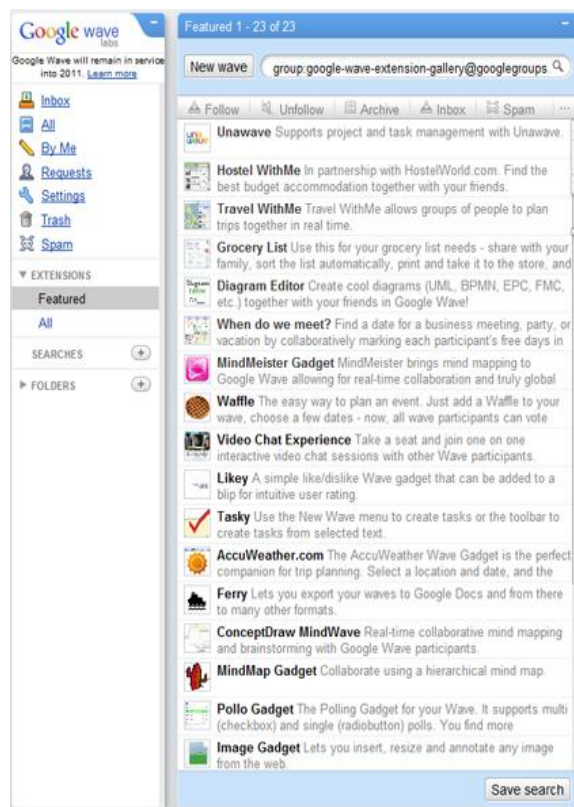 Google wave
labs
Google Wave will remain in service
into 2011. Learn more
Inbox
All
By Me
Requests
Settings
Trash
Spam
EXTENSIONS
Featured
All
SEARCHES
FOLDERS
Featured 1 - 23 of 23
New wave
group:google-wave-extension-gallery@googlegroups.
Follow Unfollow Archive Inbox Spam ...
Unawave Supports project and task management with Unawave.
Hostel WithMe In partnership with HostelWorld.com. Find the
best budget accommodation together with your friends.
Travel WithMe Travel WithMe allows groups of people to plan
trips together in real time.
Grocery List Use this for your grocery list needs - share with your
family, sort the list automatically, print and take it to the store, and
Diagram Editor Create cool diagrams (UML, BPMN, EPC, FMC,
etc.) together with your friends in Google Wave!
When do we meet? Find a date for a business meeting, party, or
vacation by collaboratively marking each participant's free days in
MindMeister Gadget MindMeister brings mind mapping to
Google Wave allowing for real-time collaboration and truly global
Waffle The easy way to plan an event. Just add a Waffle to your
wave, choose a few dates - now, all wave participants can vote
Video Chat Experience Take a seat and join one on one
interactive video chat sessions with other Wave participants.
Likey A simple like/dislike Wave gadget that can be added to a
blip for intuitive user rating.
Tasky Use the New Wave menu to create tasks or the toolbar to
create tasks from selected text.
AccuWeather.com The AccuWeather Wave Gadget is the perfect
companion for trip planning. Select a location and date, and the
Ferry Lets you export your waves to Google Docs and from there
to many other formats.
ConceptDraw MindWave Real-time collaborative mind mapping
and brainstorming with Google Wave participants.
MindMap Gadget Collaborate using a hierarchical mind map.
Pollo Gadget The Polling Gadget for your Wave. It supports multi
(checkbox) and single (radiobutton) polls. You find more
Image Gadget Lets you insert, resize and annotate any image
from the web.
Save search